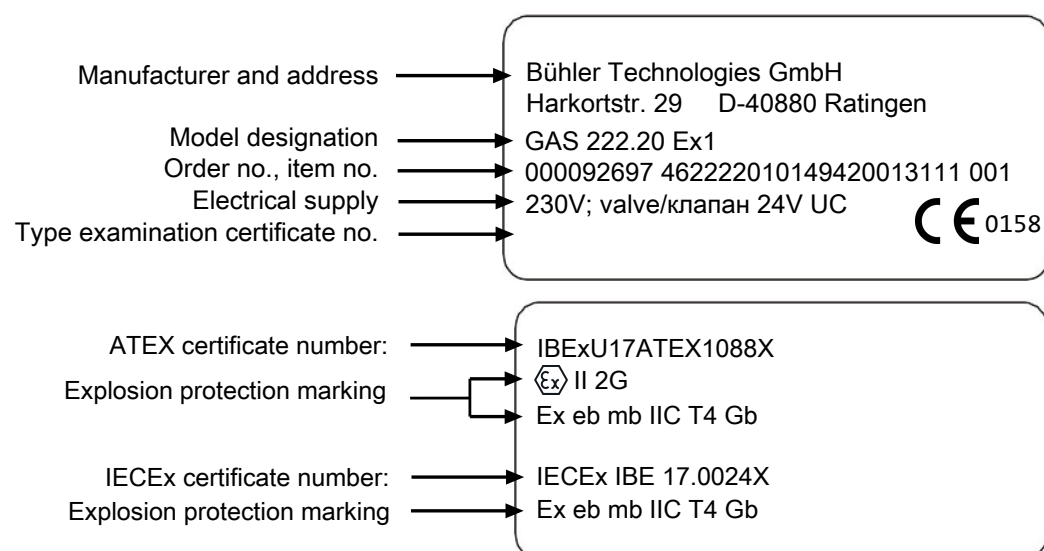 Manufacturer and address
Bühler Technologies GmbH
Harkortstr. 29 D-40880 Ratingen
Model designation
GAS 222.20 Ex1
Order no., item no.
000092697 462222010149420013111 001
Electrical supply
230V; valve/клапан 24V UC
CE 0158
Type examination certificate no.
ATEX certificate number:
IBExU17ATEX1088X
Explosion protection marking
Ex II 2G
Ex eb mb IIC T4 Gb
IECEx certificate number:
IECEx IBE 17.0024X
Explosion protection marking
Ex eb mb IIC T4 Gb